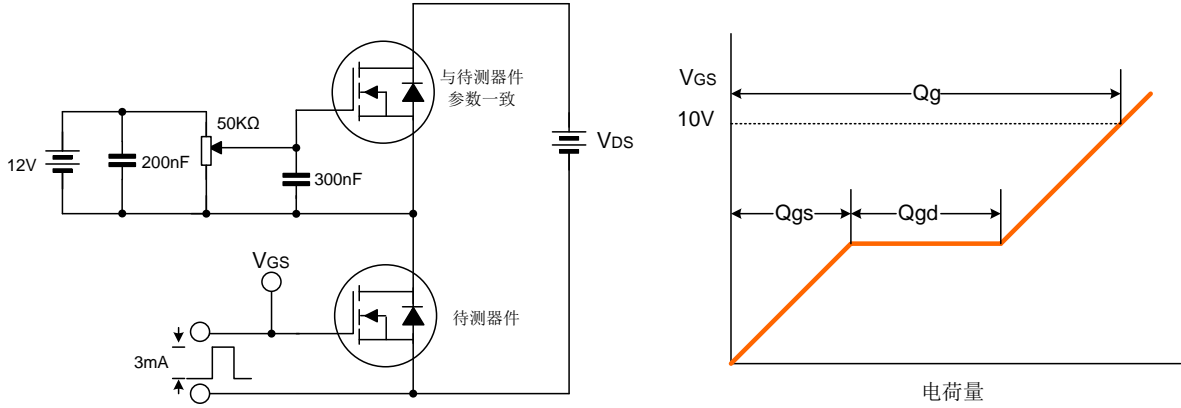 与待测器件
参数一致
50KΩ
12V
200nF
300nF
VDS
VGS
待测器件
3mA
VGS
10V
Qg
Qgs
Qgd
电荷量